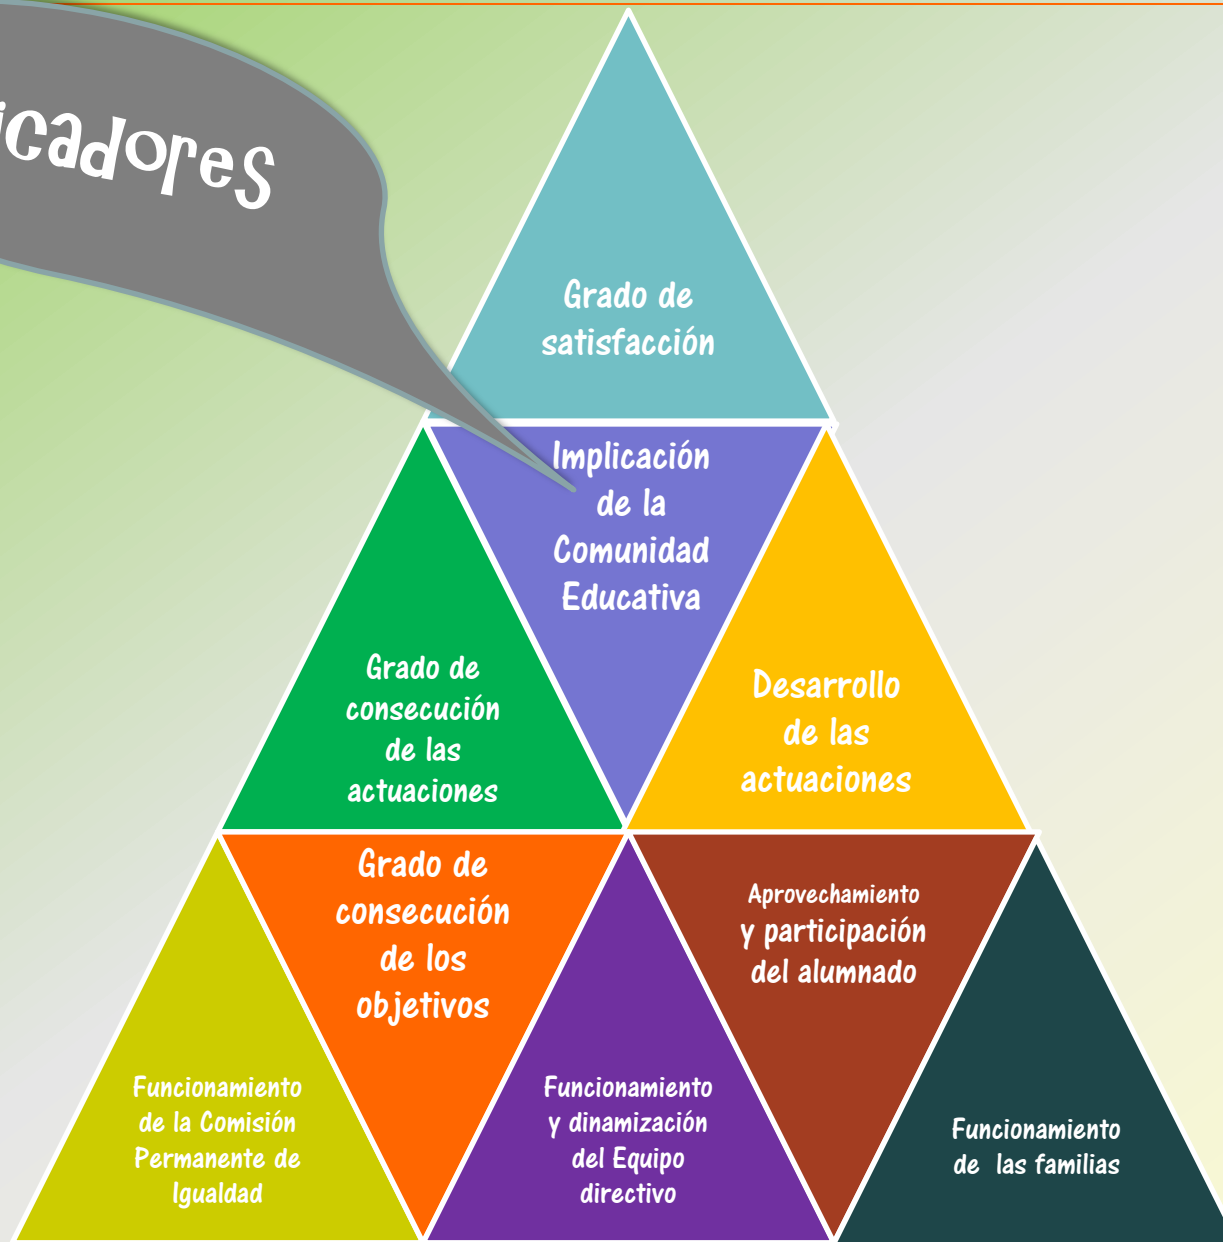 icadores
Grado de
satisfacción
Implicación
de la
Comunidad
Educativa
Grado de
consecución
de las
actuaciones
Desarrollo
de las
actuaciones
Grado de
consecución
de los
objetivos
Aprovechamiento
y participación
del alumnado
Funcionamiento
de la Comisión
Permanente de
Igualdad
Funcionamiento
y dinamización
del Equipo
directivo
Funcionamiento
de las familias